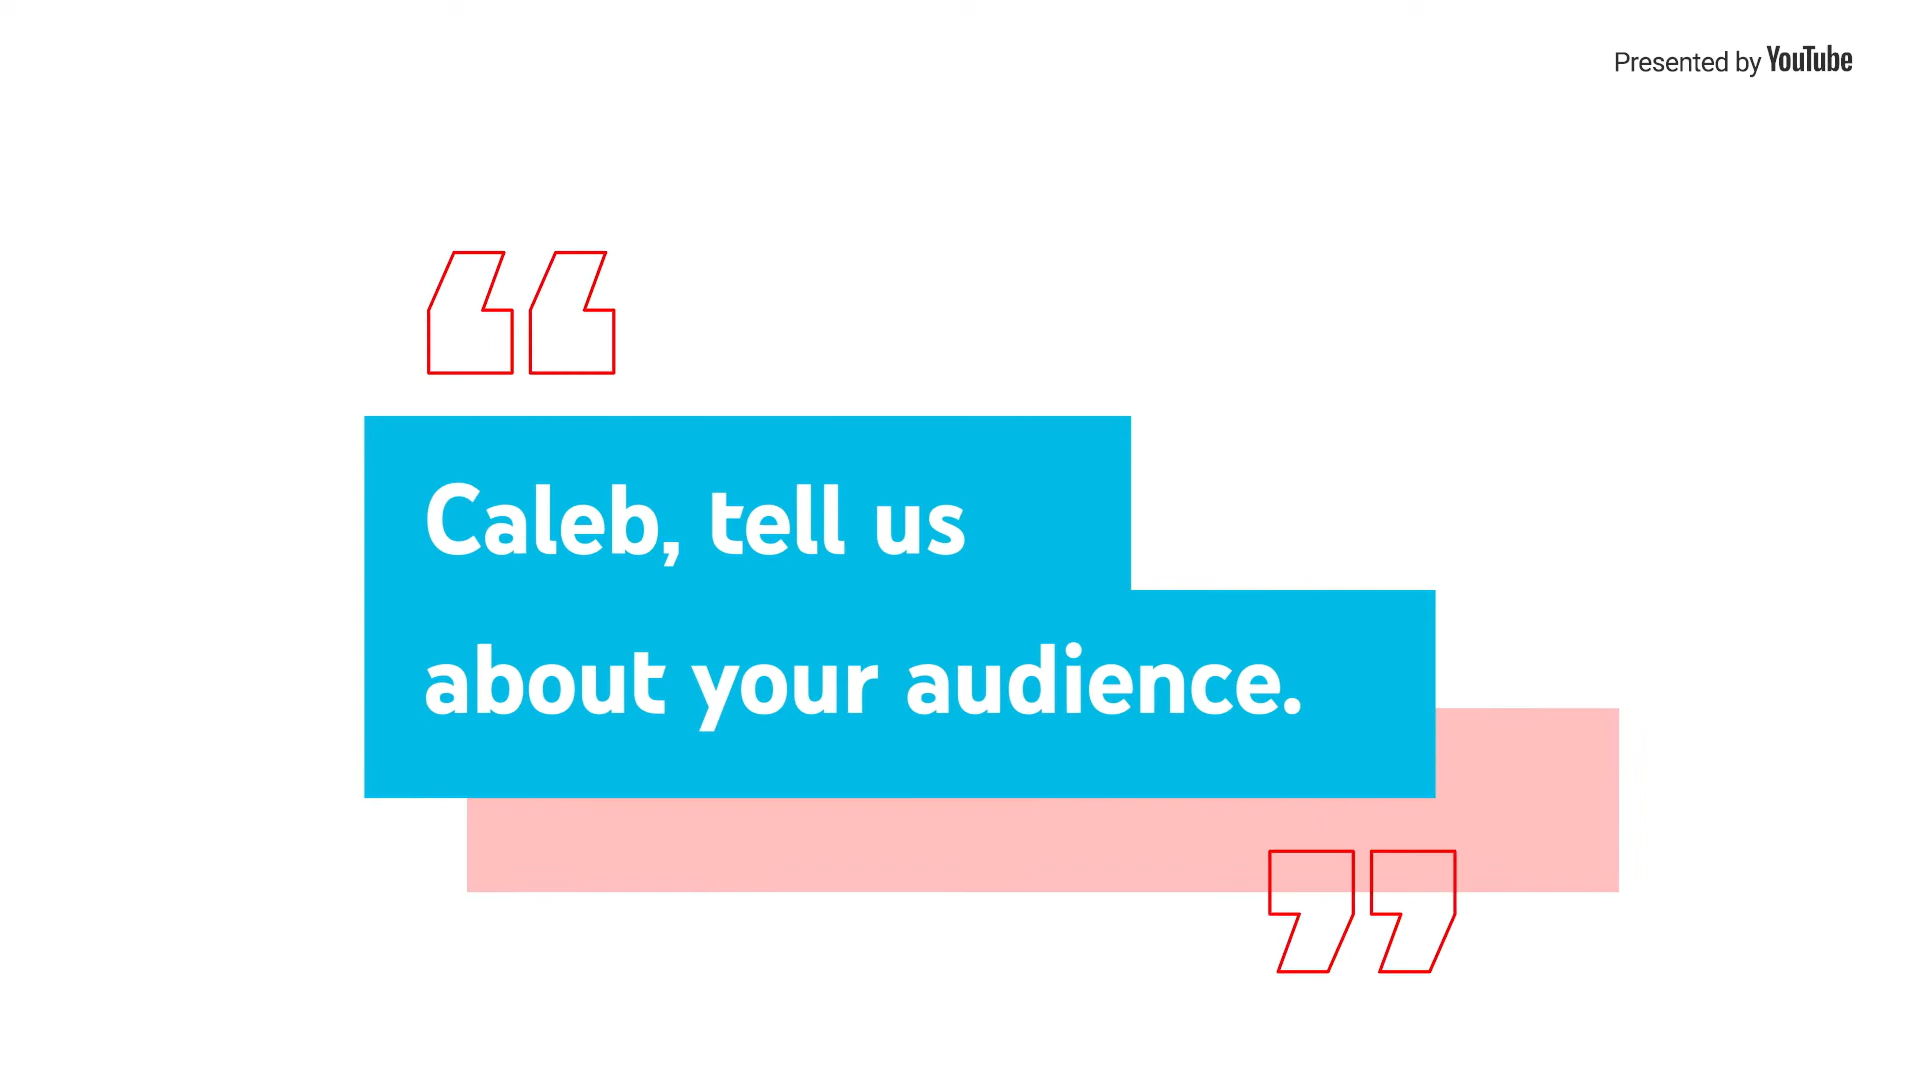 Presented by YouTube
“
Caleb, tell us
about your audience.
”